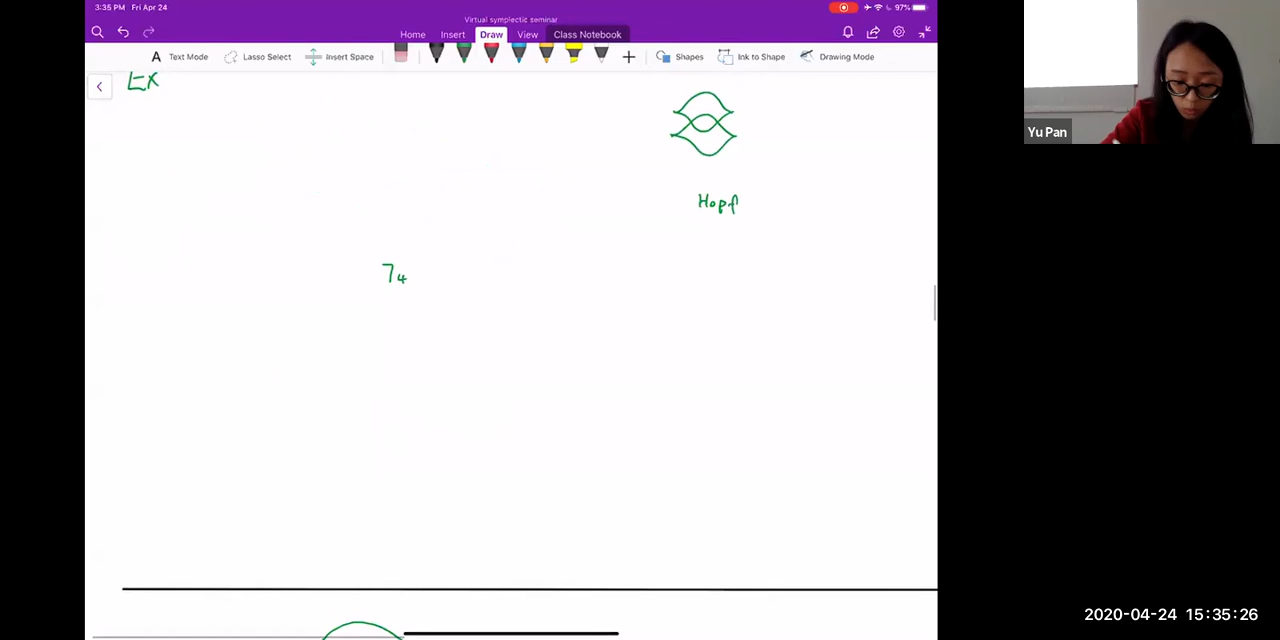 3:35 PM Fri Apr 24
97%
Virtual symplectic seminar
Home Insert Draw View Class Notebook
Text Mode Lasso Select Insert Space Shapes Ink to Shape Drawing Mode
Ex
Hopf
7₄
Yu Pan
2020-04-24 15:35:26